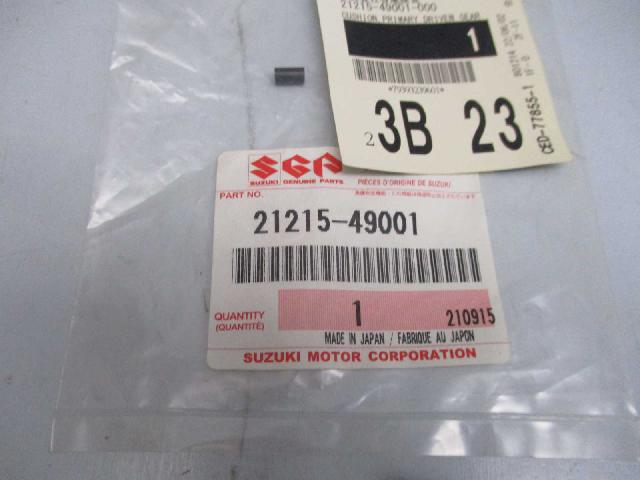 21215-49001-000
CUSHION,PRIMARY DRIVEN GEAR
1
*79393239601*
2 3B 23
CED-77855-1
SGP
SUZUKI GENUINE PARTS
PIÈCES D'ORIGINE DE SUZUKI
PART NO.
21215-49001
QUANTITY
(QUANTITÉ)
1
210915
MADE IN JAPAN / FABRIQUE AU JAPON
SUZUKI MOTOR CORPORATION